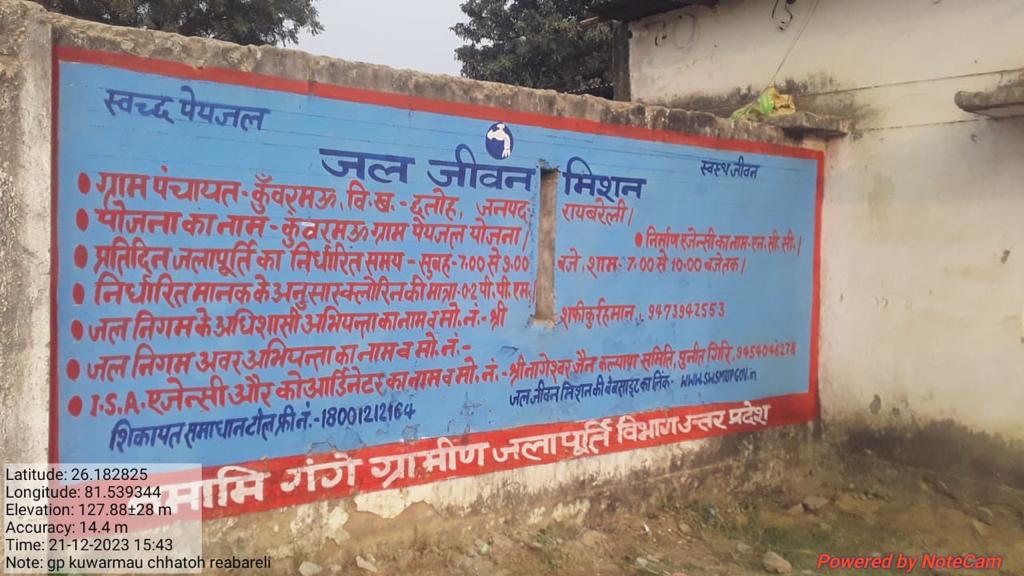 स्वच्छ पेयजल
जल जीवन मिशन
स्वस्थ जीवन
• ग्राम पंचायत- कुँवरमऊ, वि.ख.- छतोह, जनपद- रायबरेली।
• योजना का नाम - कुंवरमऊ ग्राम पेयजल योजना।
• निर्माण एजेन्सी का नाम- एन.सी.सी.।
• प्रतिदिन जलापूर्ति का निर्धारित समय - सुबह- 7:00 से 9:00 बजे, शाम- 7:00 से 10:00 बजे तक।
• निर्धारित मानक के अनुसार क्लोरिन की मात्रा- 0.2 पी.पी.एम.
• जल निगम के अधिशासी अभियन्ता का नाम व मो.नं.- श्री शफीकुर्रहमान, - 9473942553
• जल निगम अवर अभियन्ता का नाम व मो.नं.-
• I.S.A. एजेन्सी और कोआर्डिनेटर का नाम व मो.नं.- श्री नागेश्वर जैन कल्याण समिति, पुनीत गिरि, 9454046278
शिकायत समाधान टोल फ्री नं.- 18001212164
जल जीवन मिशन की वेबसाइट का लिंक- WWW.SWSMUP.GOV.in
मामि गंगे ग्रामीण जलापूर्ति विभाग उत्तर प्रदेश
Latitude: 26.182825
Longitude: 81.539344
Elevation: 127.88±28 m
Accuracy: 14.4 m
Time: 21-12-2023 15:43
Note: gp kuwarmau chhatoh reabareli
Powered by NoteCam